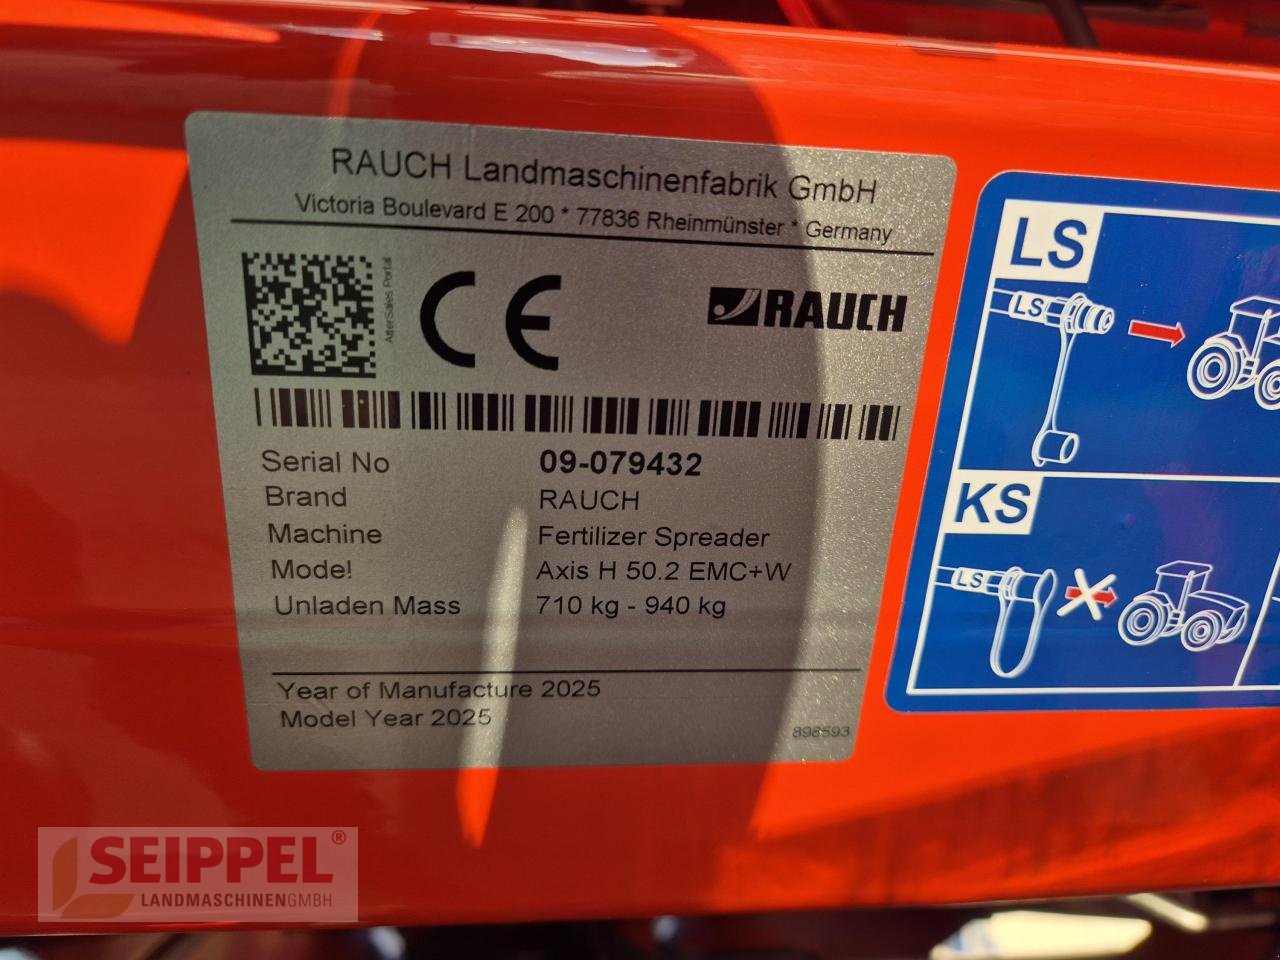 RAUCH Landmaschinenfabrik GmbH
Victoria Boulevard E 200 * 77836 Rheinmünster * Germany
AfterSales Portal
CE
RAUCH
Serial No 09-079432
Brand RAUCH
Machine Fertilizer Spreader
Model Axis H 50.2 EMC+W
Unladen Mass 710 kg - 940 kg
Year of Manufacture 2025
Model Year 2025
898593
LS
LS
KS
LS
SEIPPEL®
LANDMASCHINENGMBH